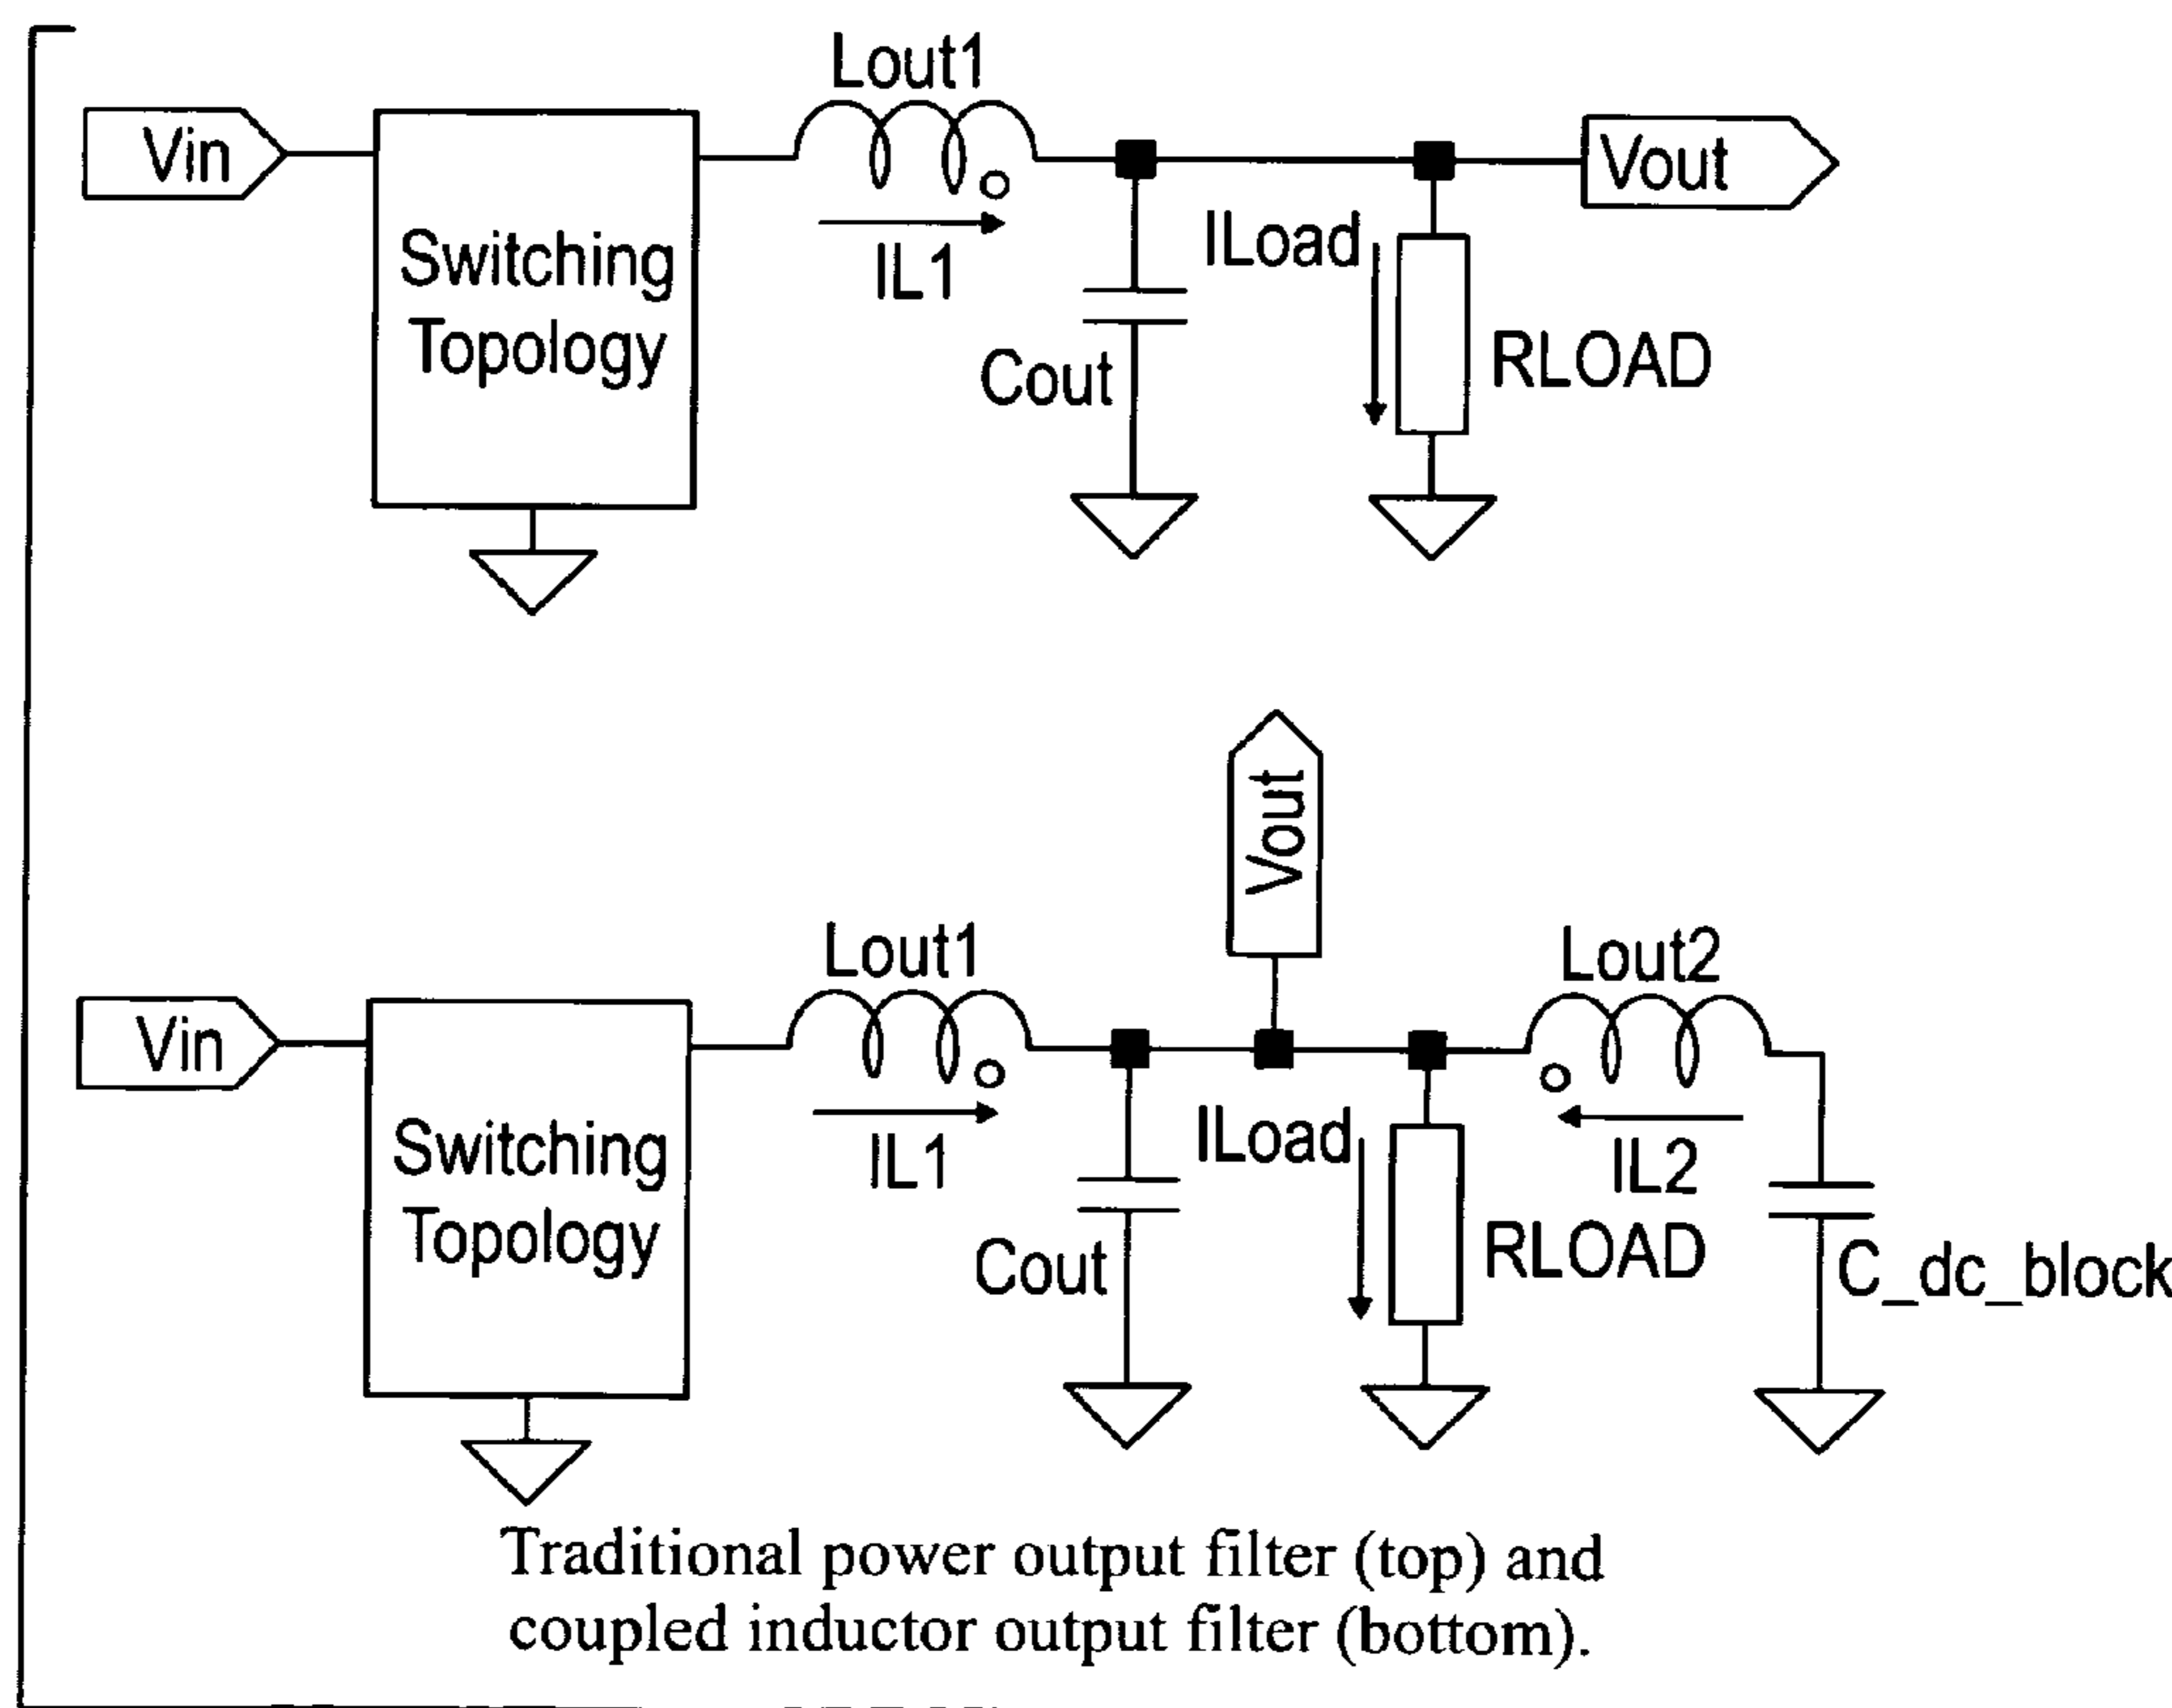 Lout1
Vin
Vout
Switching
Topology
IL1
ILoad
Cout
RLOAD
Vout
Lout1
Lout2
Vin
Switching
Topology
IL1
ILoad
IL2
Cout
RLOAD
C_dc_block
Traditional power output filter (top) and
coupled inductor output filter (bottom).